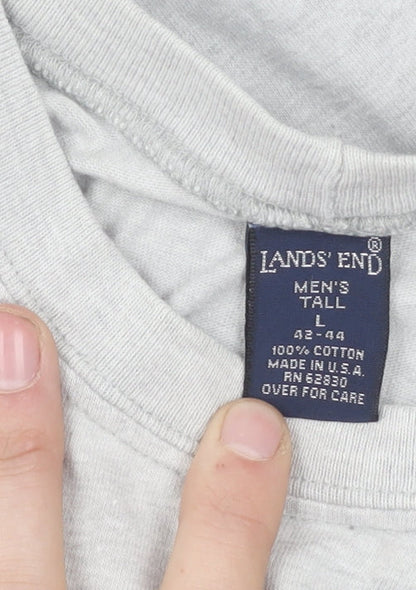 LANDS' END®
MEN'S
TALL
L
42-44
100% COTTON
MADE IN U.S.A.
RN 62830
OVER FOR CARE